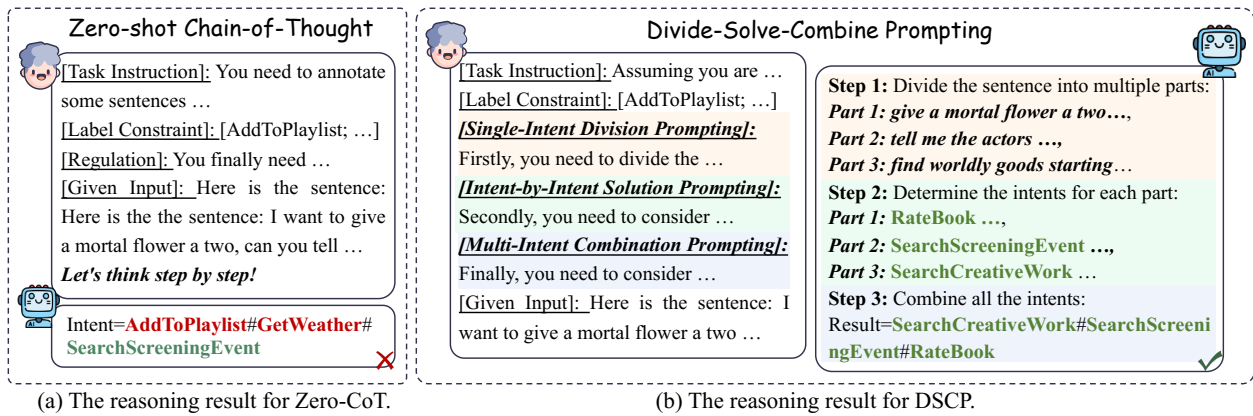 Zero-shot Chain-of-Thought
[Task Instruction]: You need to annotate
some sentences …
[Label Constraint]: [AddToPlaylist; …]
[Regulation]: You finally need …
[Given Input]: Here is the sentence:
Here is the the sentence: I want to give
a mortal flower a two, can you tell …
Let's think step by step!
AI
Intent=AddToPlaylist#GetWeather#
SearchScreeningEvent
(a) The reasoning result for Zero-CoT.
Divide-Solve-Combine Prompting
[Task Instruction]: Assuming you are …
[Label Constraint]: [AddToPlaylist; …]
[Single-Intent Division Prompting]:
Firstly, you need to divide the …
[Intent-by-Intent Solution Prompting]:
Secondly, you need to consider …
[Multi-Intent Combination Prompting]:
Finally, you need to consider …
[Given Input]: Here is the sentence: I
want to give a mortal flower a two …
AI
Step 1: Divide the sentence into multiple parts:
Part 1: give a mortal flower a two…,
Part 2: tell me the actors …,
Part 3: find worldly goods starting…
Step 2: Determine the intents for each part:
Part 1: RateBook …,
Part 2: SearchScreeningEvent …,
Part 3: SearchCreativeWork …
Step 3: Combine all the intents:
Result=SearchCreativeWork#SearchScreeni
ngEvent#RateBook
(b) The reasoning result for DSCP.